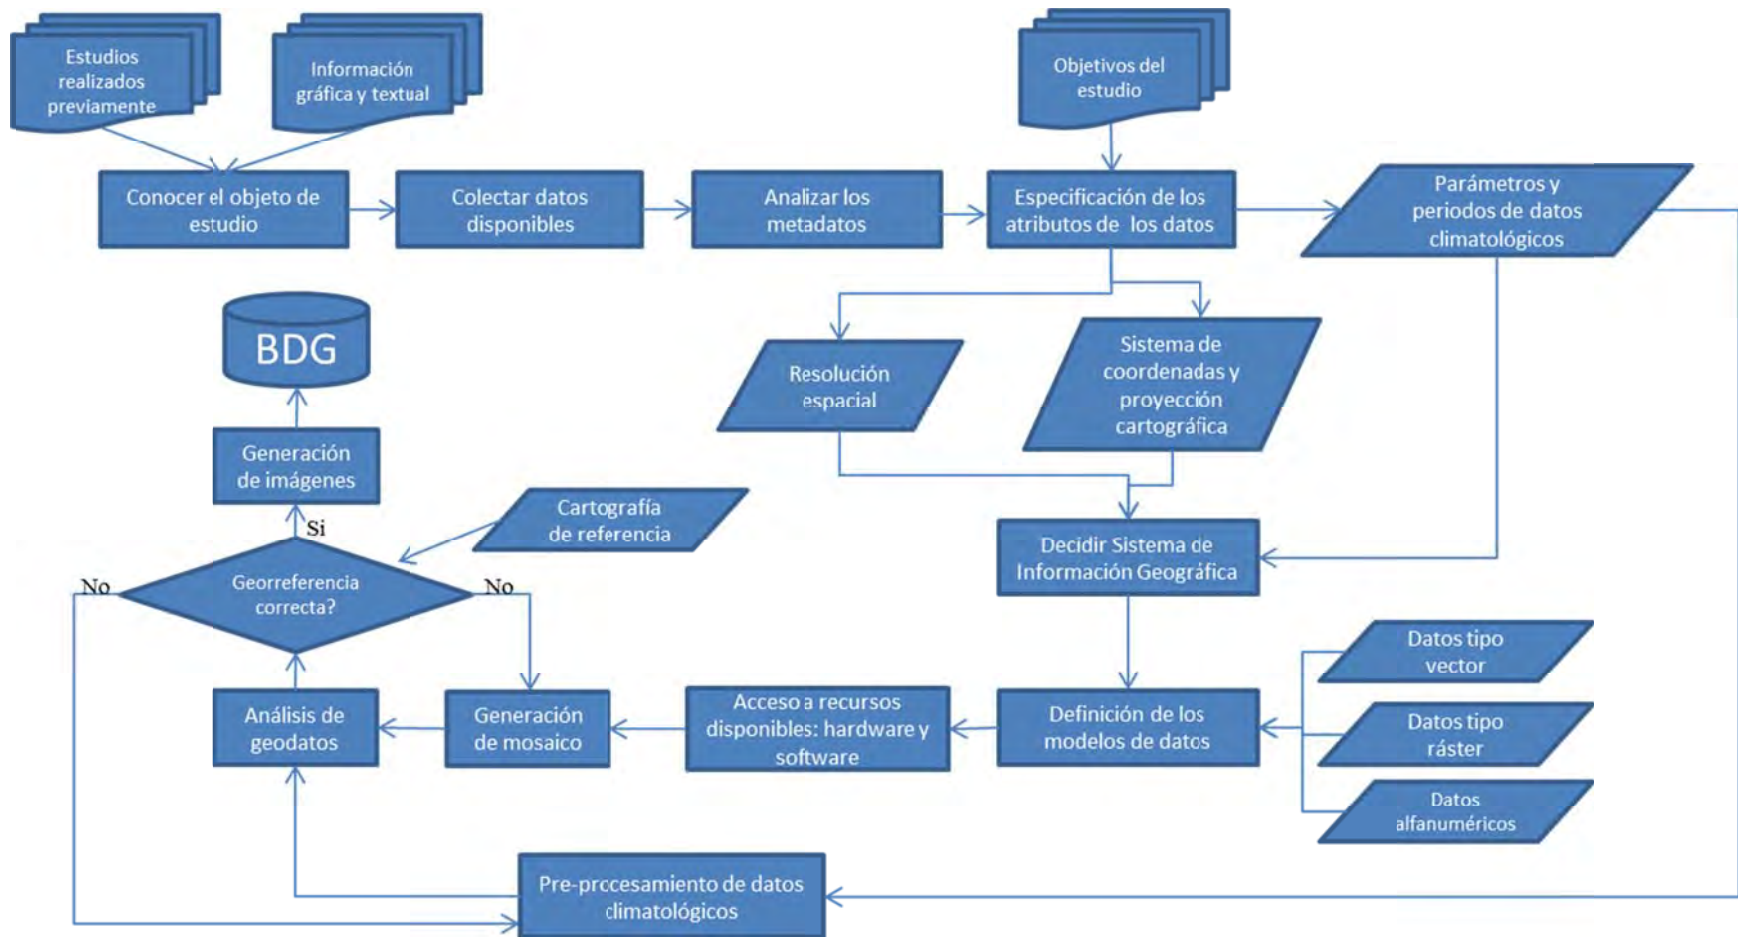 Estudios
realizados
previamente
Información
gráfica y textual
Objetivos del
estudio
Conocer el objeto de
estudio
Colectar datos
disponibles
Analizar los
metadatos
Especificación de los
atributos de los datos
Parámetros y
periodos de datos
climatológicos
BDG
Resolución
espacial
Sistema de
coordenadas y
proyección
cartográfica
Generación
de imágenes
Cartografía
de referencia
Si
Decidir Sistema de
Información Geográfica
No
Georreferencia
correcta?
No
Datos tipo
vector
Análisis de
geodatos
Generación
de mosaico
Acceso a recursos
disponibles: hardware y
software
Definición de los
modelos de datos
Datos tipo
ráster
Datos
alfanuméricos
Pre-procesamiento de datos
climatológicos